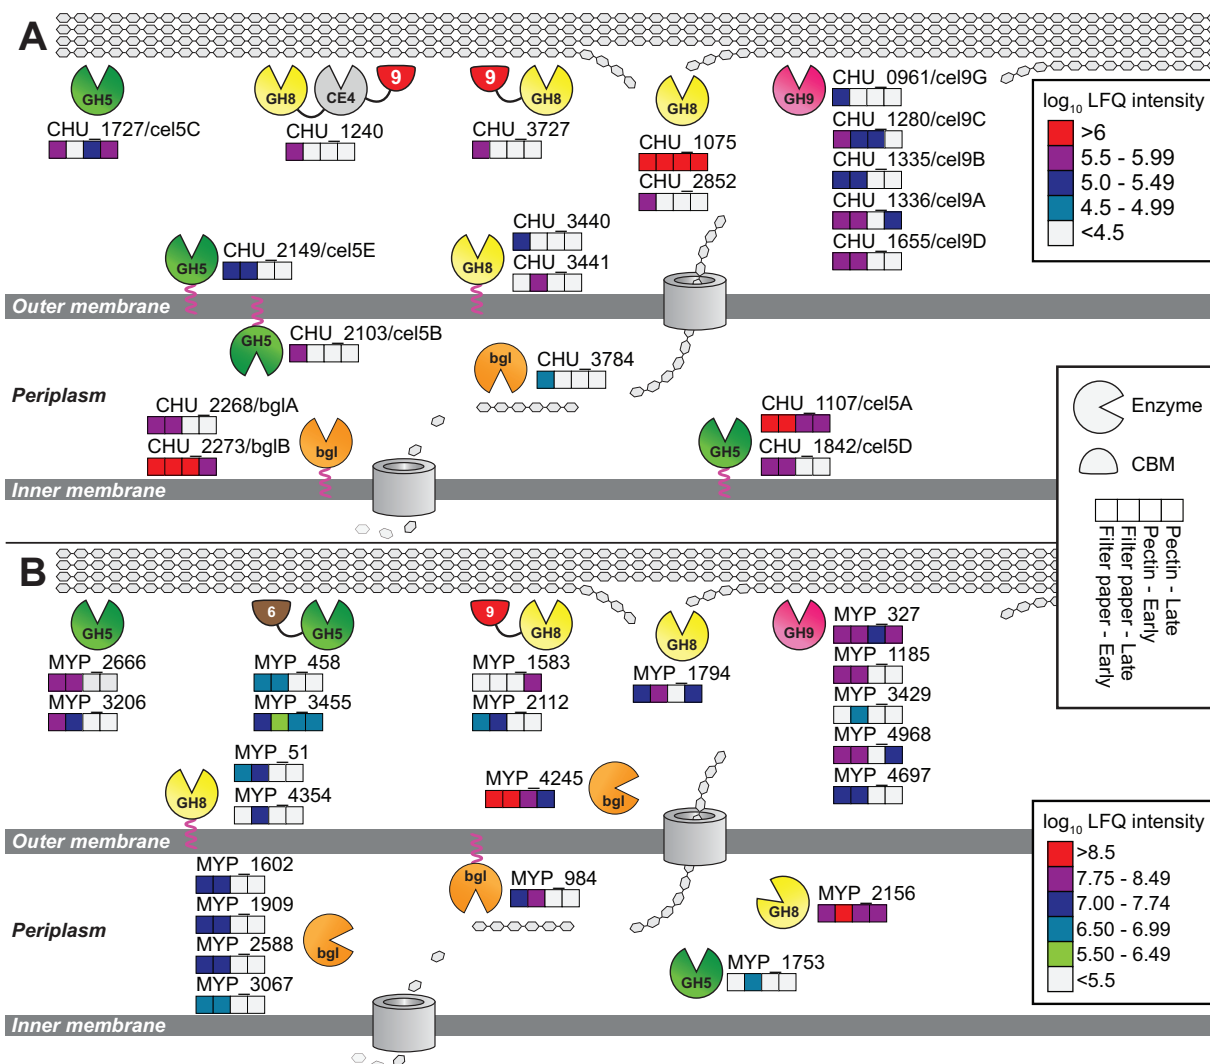 A
GH5
CHU_1727/cel5C
GH8
CE4
9
CHU_1240
9
GH8
CHU_3727
GH8
CHU_1075
CHU_2852
GH9
CHU_0961/cel9G
CHU_1280/cel9C
CHU_1335/cel9B
CHU_1336/cel9A
CHU_1655/cel9D
log10 LFQ intensity
>6
5.5 - 5.99
5.0 - 5.49
4.5 - 4.99
<4.5
GH5
CHU_2149/cel5E
GH8
CHU_3440
CHU_3441
Outer membrane
GH5
CHU_2103/cel5B
bgl
CHU_3784
Periplasm
CHU_2268/bglA
CHU_2273/bglB
bgl
GH5
CHU_1107/cel5A
CHU_1842/cel5D
Inner membrane
Enzyme
CBM
Filter paper - Early
Filter paper - Late
Pectin - Early
Pectin - Late
B
GH5
MYP_2666
MYP_3206
6
GH5
MYP_458
MYP_3455
9
GH8
MYP_1583
MYP_2112
GH8
MYP_1794
GH9
MYP_327
MYP_1185
MYP_3429
MYP_4968
MYP_4697
GH8
MYP_51
MYP_4354
MYP_4245
bgl
Outer membrane
MYP_1602
MYP_1909
MYP_2588
MYP_3067
bgl
bgl
MYP_984
GH8
MYP_2156
GH5
MYP_1753
Periplasm
Inner membrane
log10 LFQ intensity
>8.5
7.75 - 8.49
7.00 - 7.74
6.50 - 6.99
5.50 - 6.49
<5.5